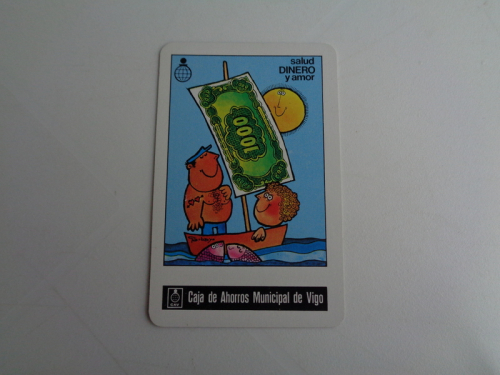 salud
DINERO
y amor
1000
Caja de Ahorros Municipal de Vigo